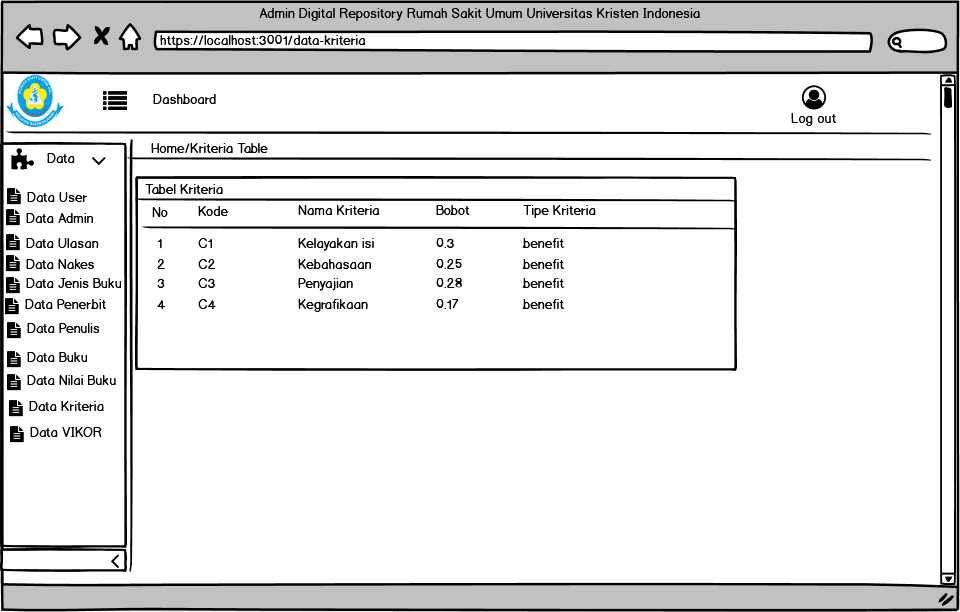 Admin Digital Repository Rumah Sakit Umum Universitas Kristen Indonesia
https://localhost:3001/data-kriteria
Dashboard
Log out
Data
Home/Kriteria Table
Data User
Data Admin
Data Ulasan
Data Nakes
Data Jenis Buku
Data Penerbit
Data Penulis
Data Buku
Data Nilai Buku
Data Kriteria
Data VIKOR
Tabel Kriteria
No Kode Nama Kriteria Bobot Tipe Kriteria
1 C1 Kelayakan isi 0.3 benefit
2 C2 Kebahasaan 0.25 benefit
3 C3 Penyajian 0.28 benefit
4 C4 Kegrafikaan 0.17 benefit